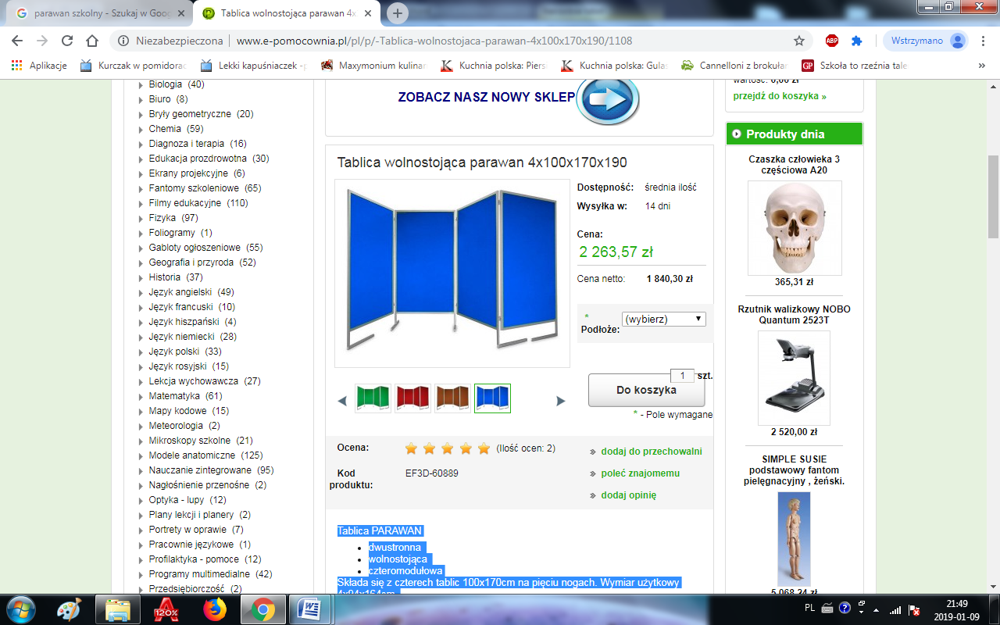 parawan szkolny - Szukaj w Goo
Tablica wolnostojąca parawan 4x
Niezabezpieczona
www.e-pomocownia.pl/pl/p/-Tablica-wolnostojaca-parawan-4x100x170x190/1108
ABP
Wstrzymano
Aplikacje
Kurczak w pomidorac
Lekki kapuśniaczek - p
Maxymonium kulinar
Kuchnia polska: Piers
Kuchnia polska: Gulas
Cannelloni z brokułar
GP
Szkoła to rzeźnia tale
»
Biologia (40)
Biuro (8)
Bryły geometryczne (20)
Chemia (59)
Diagnoza i terapia (16)
Edukacja prozdrowotna (30)
Ekrany projekcyjne (6)
Fantomy szkoleniowe (65)
Filmy edukacyjne (110)
Fizyka (97)
Foliogramy (1)
Gabloty ogłoszeniowe (55)
Geografia i przyroda (52)
Historia (37)
Język angielski (49)
Język francuski (10)
Język hiszpański (4)
Język niemiecki (28)
Język polski (33)
Język rosyjski (15)
Lekcja wychowawcza (27)
Matematyka (61)
Mapy kodowe (15)
Meteorologia (2)
Mikroskopy szkolne (21)
Modele anatomiczne (125)
Nauczanie zintegrowane (95)
Nagłośnienie przenośne (2)
Optyka - lupy (12)
Plany lekcji i planery (2)
Portrety w oprawie (7)
Pracownie językowe (1)
Profilaktyka - pomoce (12)
Programy multimedialne (42)
Przedsiębiorczość (2)
ZOBACZ NASZ NOWY SKLEP
Tablica wolnostojąca parawan 4x100x170x190
Dostępność: średnia ilość
Wysyłka w: 14 dni
Cena:
2 263,57 zł
Cena netto: 1 840,30 zł
*
Podłoże: (wybierz)
1 szt.
Do koszyka
* - Pole wymagane
Ocena: (Ilość ocen: 2)
Kod produktu: EF3D-60889
» dodaj do przechowalni
» poleć znajomemu
» dodaj opinię
Tablica PARAWAN
• dwustronna
• wolnostojąca
• czteromodułowa
Składa się z czterech tablic 100x170cm na pięciu nogach. Wymiar użytkowy
4x94x164cm
wartość: 0,00 zł
przejdź do koszyka »
Produkty dnia
Czaszka człowieka 3
częściowa A20
365,31 zł
Rzutnik walizkowy NOBO
Quantum 2523T
2 520,00 zł
SIMPLE SUSIE
podstawowy fantom
pielęgnacyjny , żeński.
5 068,24 zł
120%
PL
21:49
2019-01-09